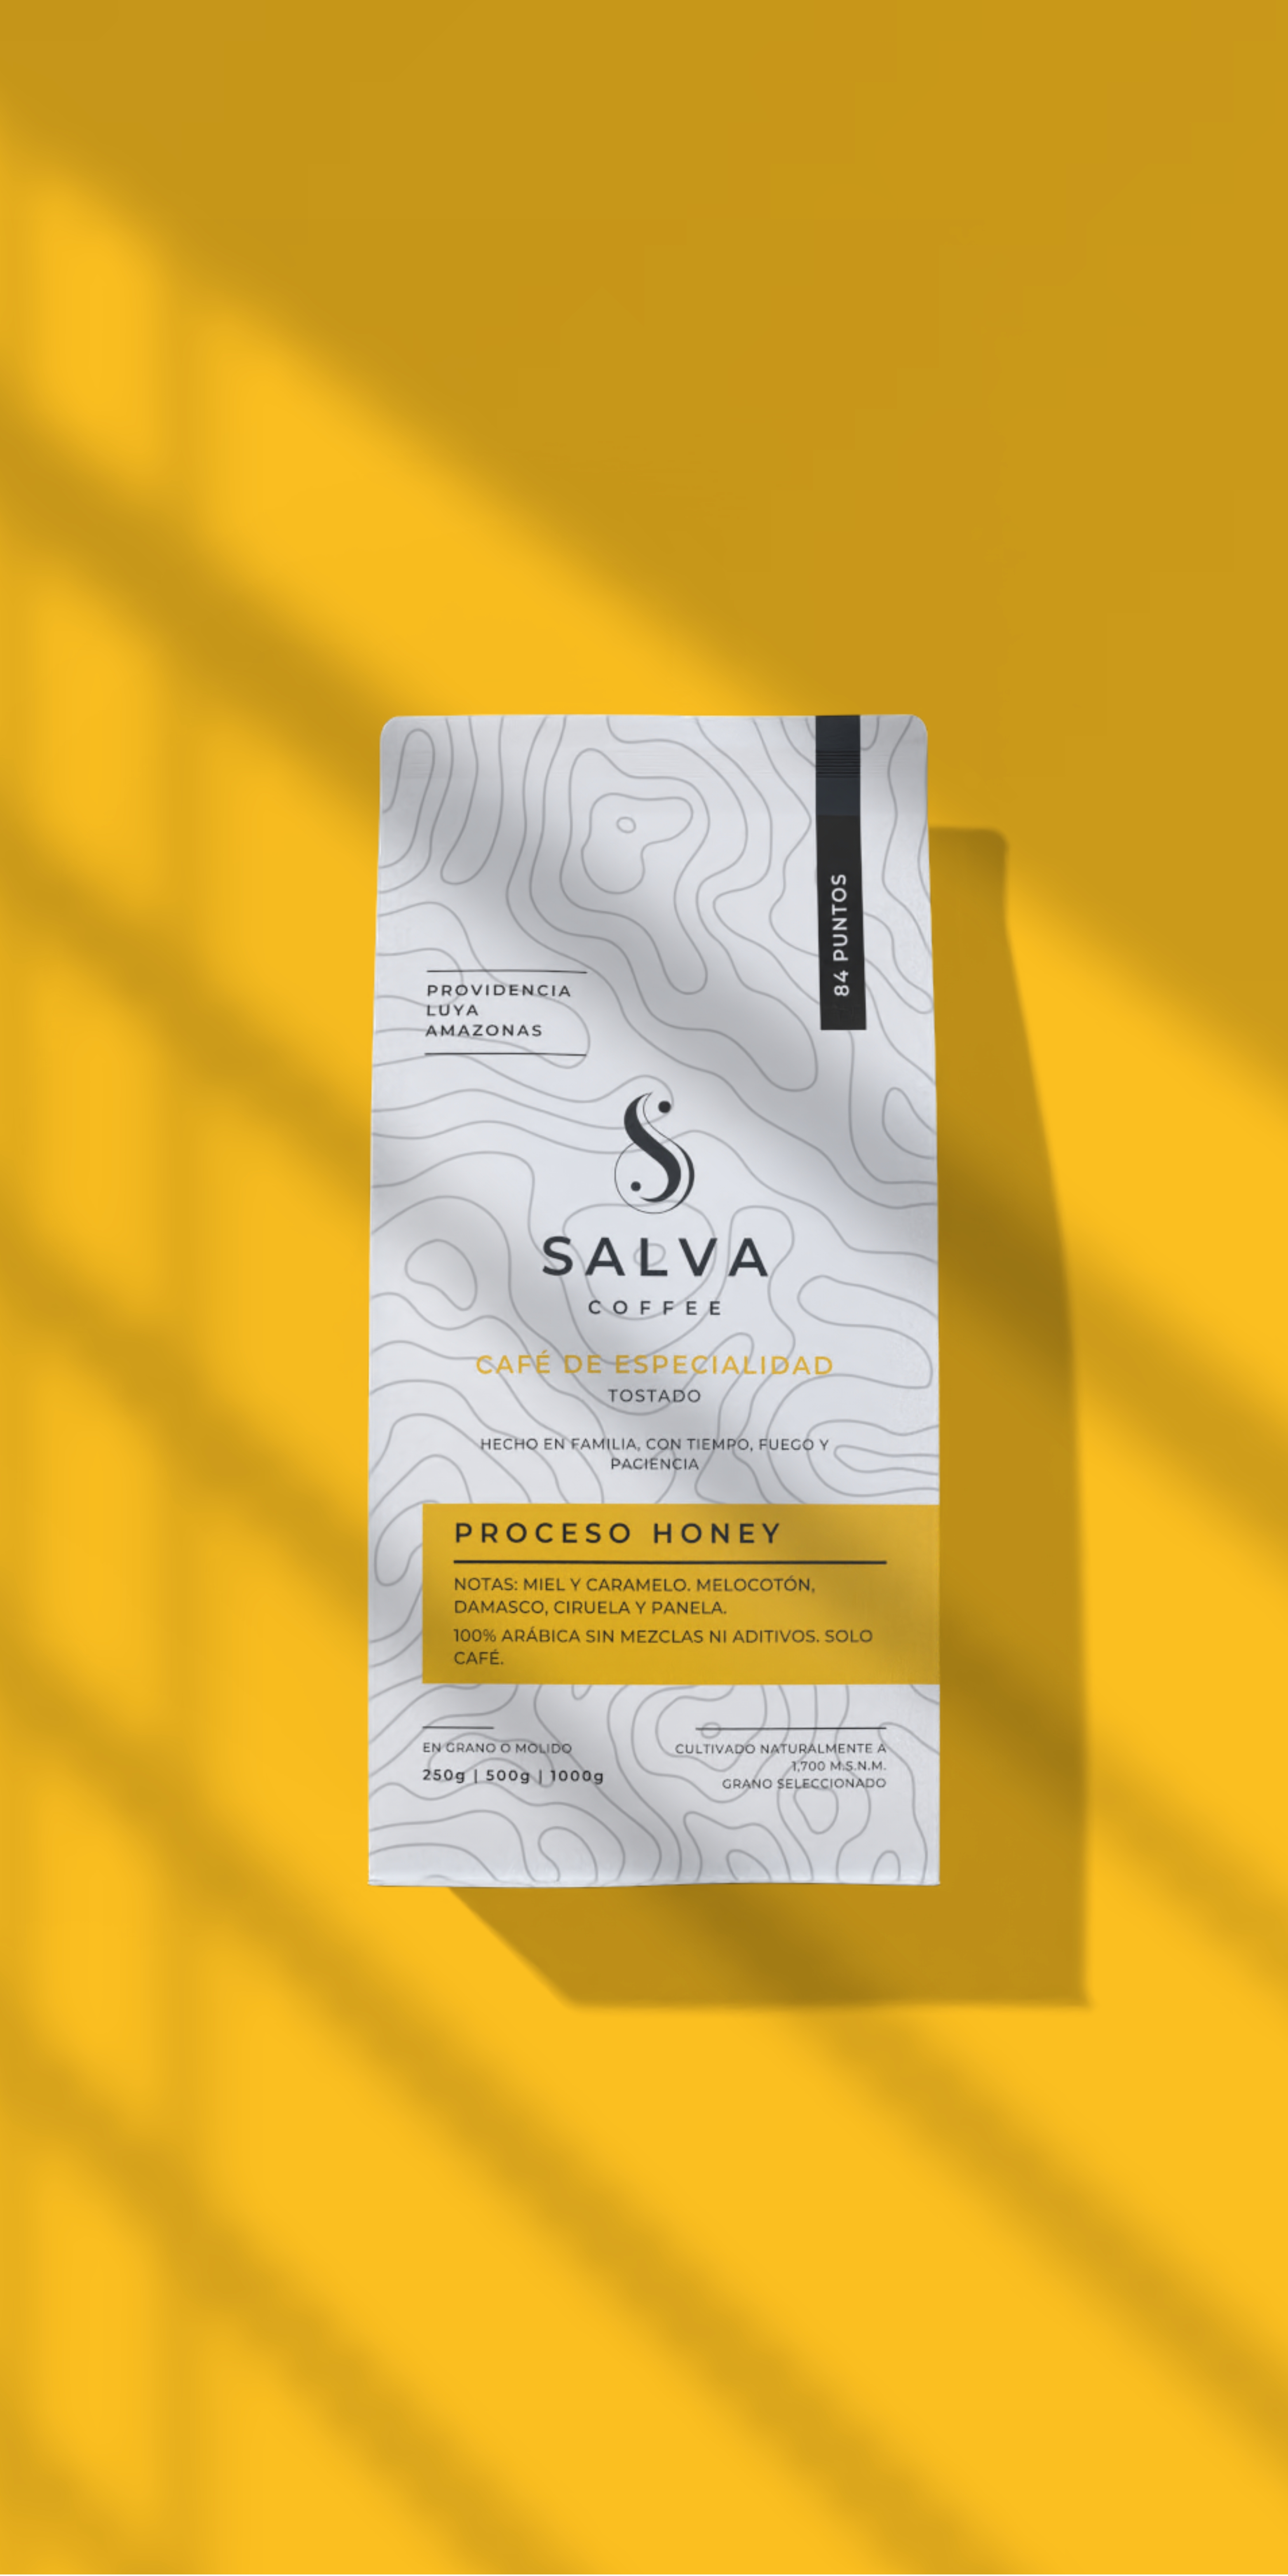 84 PUNTOS
PROVIDENCIA
LUYA
AMAZONAS
S
SALVA
COFFEE
CAFÉ DE ESPECIALIDAD
TOSTADO
HECHO EN FAMILIA, CON TIEMPO, FUEGO Y
PACIENCIA
PROCESO HONEY
NOTAS: MIEL Y CARAMELO. MELOCOTÓN,
DAMASCO, CIRUELA Y PANELA.
100% ARÁBICA SIN MEZCLAS NI ADITIVOS. SOLO
CAFÉ.
EN GRANO O MOLIDO
250g | 500g | 1000g
CULTIVADO NATURALMENTE A
1,700 M.S.N.M.
GRANO SELECCIONADO